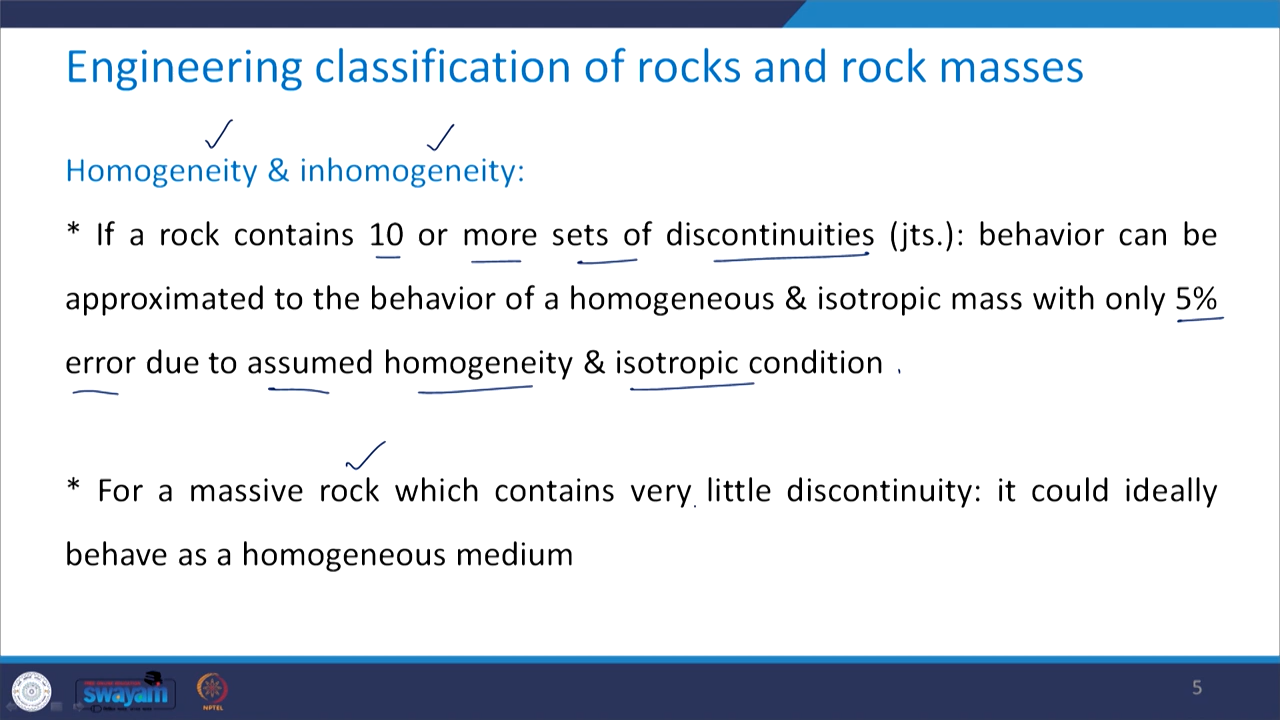 Engineering classification of rocks and rock masses
Homogeneity & inhomogeneity:
* If a rock contains 10 or more sets of discontinuities (jts.): behavior can be
approximated to the behavior of a homogeneous & isotropic mass with only 5%
error due to assumed homogeneity & isotropic condition
* For a massive rock which contains very little discontinuity: it could ideally
behave as a homogeneous medium
swayam
NPTEL
5